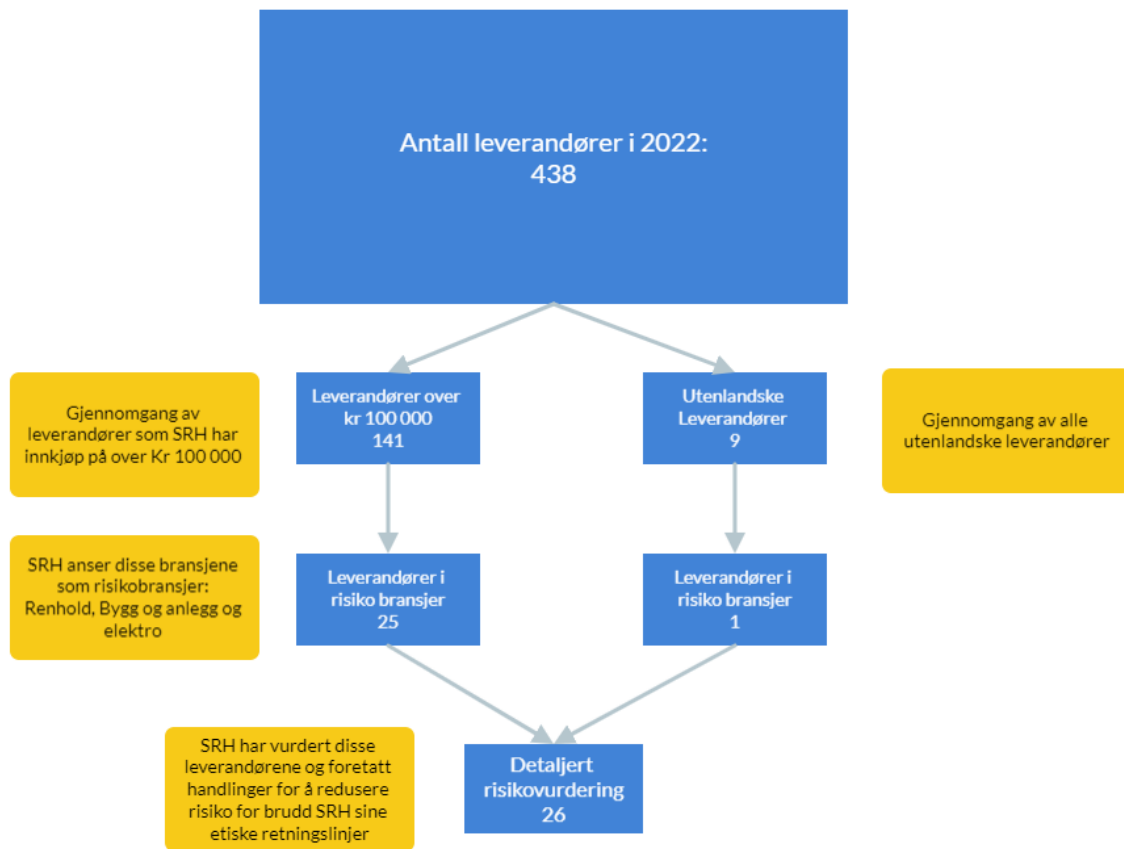 Antall leverandører i 2022:
438
Gjennomgang av
leverandører som SRH har
innkjøp på over Kr 100 000
Leverandører over
kr 100 000
141
Utenlandske
Leverandører
9
Gjennomgang av alle
utenlandske leverandører
SRH anser disse bransjene
som risikobransjer:
Renhold, Bygg og anlegg og
elektro
Leverandører i
risiko bransjer
25
Leverandører i
risiko bransjer
1
SRH har vurdert disse
leverandørene og foretatt
handlinger for å redusere
risiko for brudd SRH sine
etiske retningslinjer
Detaljert
risikovurdering
26